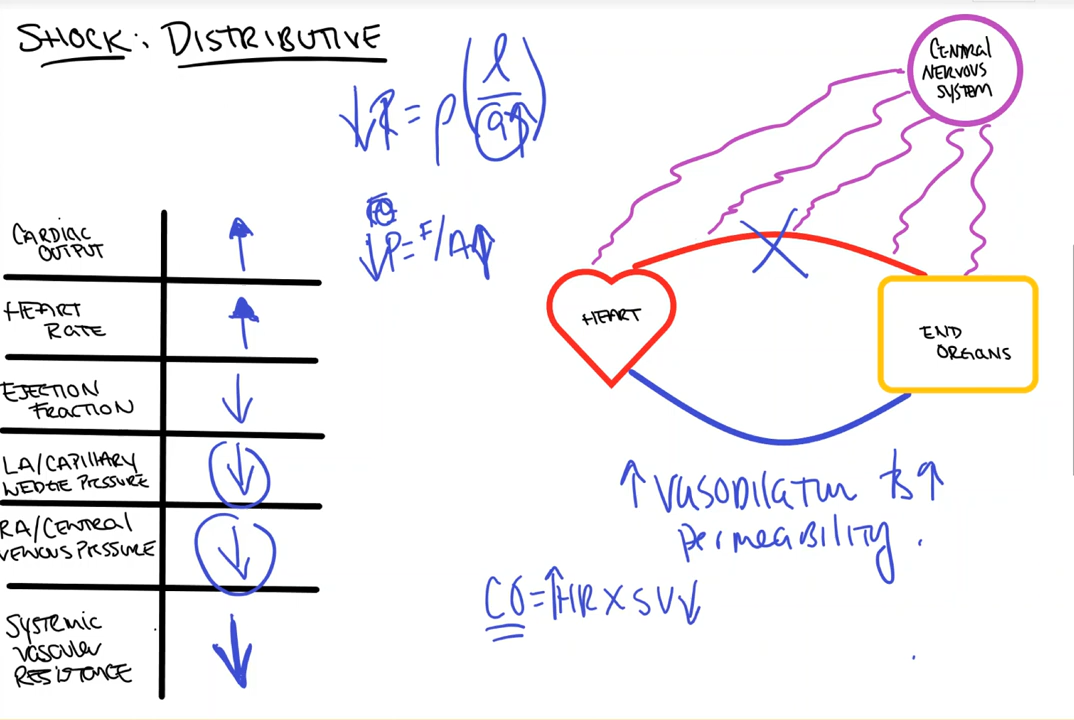 SHOCK: DISTRIBUTIVE
↓R = ρ(l/a↑)
↓P = F/A↑
CARDIAC OUTPUT ↑
HEART RATE ↑
EJECTION FRACTION ↓
LA/CAPILLARY WEDGE PRESSURE ↓
RA/CENTRAL VENOUS PRESSURE ↓
SYSTEMIC VASCULAR RESISTANCE ↓
CENTRAL
NERVOUS
SYSTEM
HEART
END
ORGANS
↑ VASODILATION & ↑
PERMEABILITY.
CO = ↑HR X SV↓